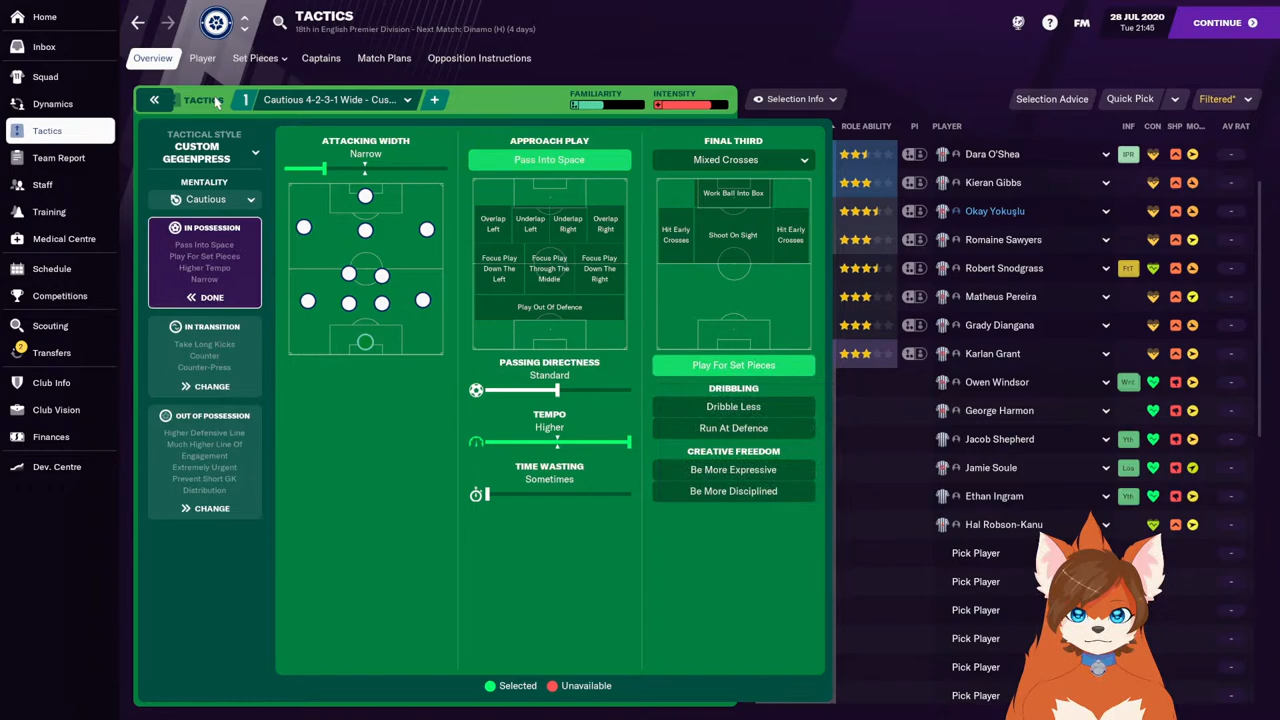 Home
Inbox
Squad
Dynamics
Tactics
Team Report
Staff
Training
Medical Centre
Schedule
Competitions
Scouting
2
Transfers
Club Info
Club Vision
Finances
Dev. Centre
TACTICS
18th in English Premier Division - Next Match: Dinamo (H) (4 days)
FM
28 JUL 2020
Tue 21:45
CONTINUE
Overview
Player
Set Pieces
Captains
Match Plans
Opposition Instructions
TACTICS
1
Cautious 4-2-3-1 Wide - Cus...
FAMILIARITY
INTENSITY
Selection Info
Selection Advice
Quick Pick
Filtered*
TACTICAL STYLE
CUSTOM
GEGENPRESS
MENTALITY
Cautious
IN POSSESSION
Pass Into Space
Play For Set Pieces
Higher Tempo
Narrow
DONE
IN TRANSITION
Take Long Kicks
Counter
Counter-Press
CHANGE
OUT OF POSSESSION
Higher Defensive Line
Much Higher Line Of
Engagement
Extremely Urgent
Prevent Short GK
Distribution
CHANGE
ATTACKING WIDTH
Narrow
APPROACH PLAY
Pass Into Space
Overlap Left
Underlap Left
Underlap Right
Overlap Right
Focus Play Down The Left
Focus Play Through The Middle
Focus Play Down The Right
Play Out Of Defence
PASSING DIRECTNESS
Standard
TEMPO
Higher
TIME WASTING
Sometimes
FINAL THIRD
Mixed Crosses
Work Ball Into Box
Hit Early Crosses
Shoot On Sight
Hit Early Crosses
Play For Set Pieces
DRIBBLING
Dribble Less
Run At Defence
CREATIVE FREEDOM
Be More Expressive
Be More Disciplined
Selected
Unavailable
ROLE ABILITY PI PLAYER INF CON SHP MO... AV RAT
Dara O'Shea IPR -
Kieran Gibbs -
Okay Yokuşlu -
Romaine Sawyers -
Robert Snodgrass FtT -
Matheus Pereira -
Grady Diangana -
Karlan Grant -
Owen Windsor Wnt -
George Harmon -
Jacob Shepherd Yth -
Jamie Soule Loa -
Ethan Ingram Yth -
Hal Robson-Kanu -
Pick Player -
Pick Player -
Pick Player -
Pick Player -
Pick Player -
Pick Player -